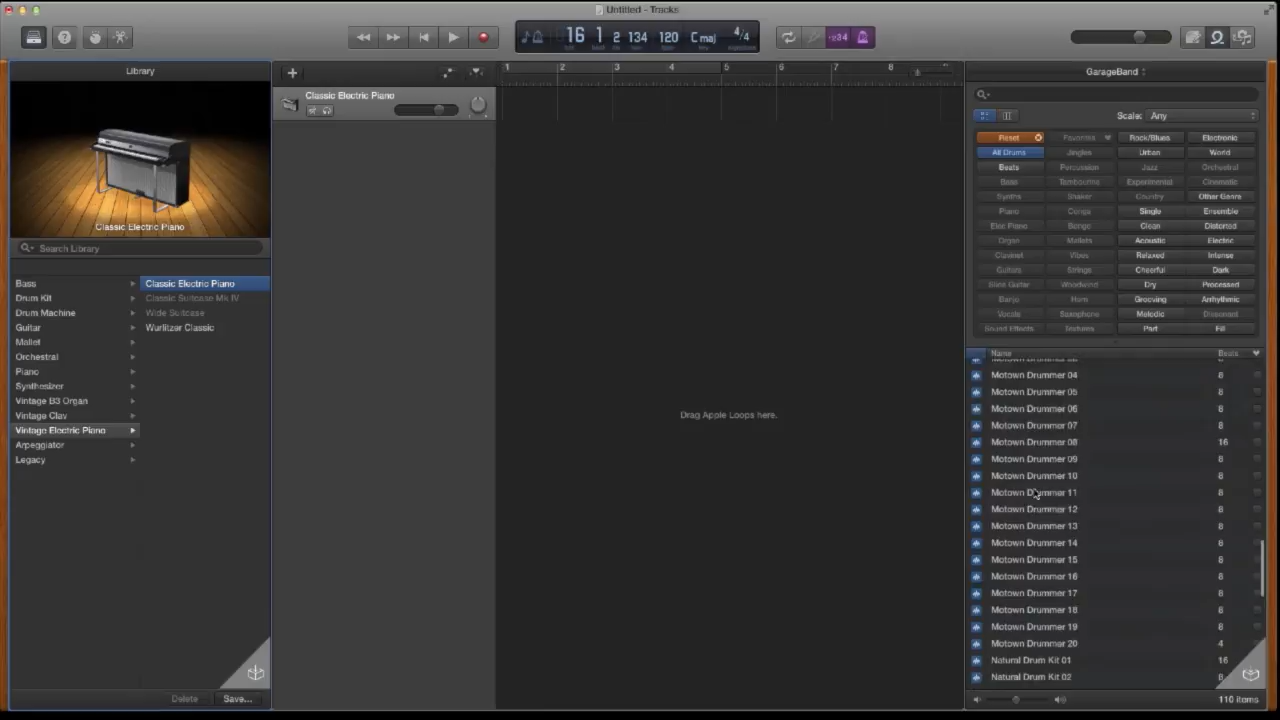 Untitled - Tracks
16 1 2 134 120 C maj 4/4
1234
Library
Classic Electric Piano
Search Library
Bass
Drum Kit
Drum Machine
Guitar
Mallet
Orchestral
Piano
Synthesizer
Vintage B3 Organ
Vintage Clav
Vintage Electric Piano
Arpeggiator
Legacy
Classic Electric Piano
Classic Suitcase Mk IV
Wide Suitcase
Wurlitzer Classic
Delete Save...
Classic Electric Piano
1 2 3 4 5 6 7 8
Drag Apple Loops here.
GarageBand
Scale: Any
Reset Favorites Rock/Blues Electronic
All Drums Jingles Urban World
Beats Percussion Jazz Orchestral
Bass Tambourine Experimental Cinematic
Synths Shaker Country Other Genre
Piano Conga Single Ensemble
Elec Piano Bongo Clean Distorted
Organ Mallets Acoustic Electric
Clavinet Vibes Relaxed Intense
Guitars Strings Cheerful Dark
Slide Guitar Woodwind Dry Processed
Banjo Horn Grooving Arrhythmic
Vocals Saxophone Melodic Dissonant
Sound Effects Textures Part Fill
Name Beats
Motown Drummer 04 8
Motown Drummer 05 8
Motown Drummer 06 8
Motown Drummer 07 8
Motown Drummer 08 16
Motown Drummer 09 8
Motown Drummer 10 8
Motown Drummer 11 8
Motown Drummer 12 8
Motown Drummer 13 8
Motown Drummer 14 8
Motown Drummer 15 8
Motown Drummer 16 8
Motown Drummer 17 8
Motown Drummer 18 8
Motown Drummer 19 8
Motown Drummer 20 4
Natural Drum Kit 01 16
Natural Drum Kit 02 8
110 items